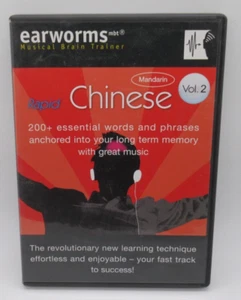 earworms mbt®
Musical Brain Trainer
Mandarin
rapid Chinese Vol. 2
200+ essential words and phrases
anchored into your long term memory
with great music
The revolutionary new learning technique
effortless and enjoyable – your fast track
to success!